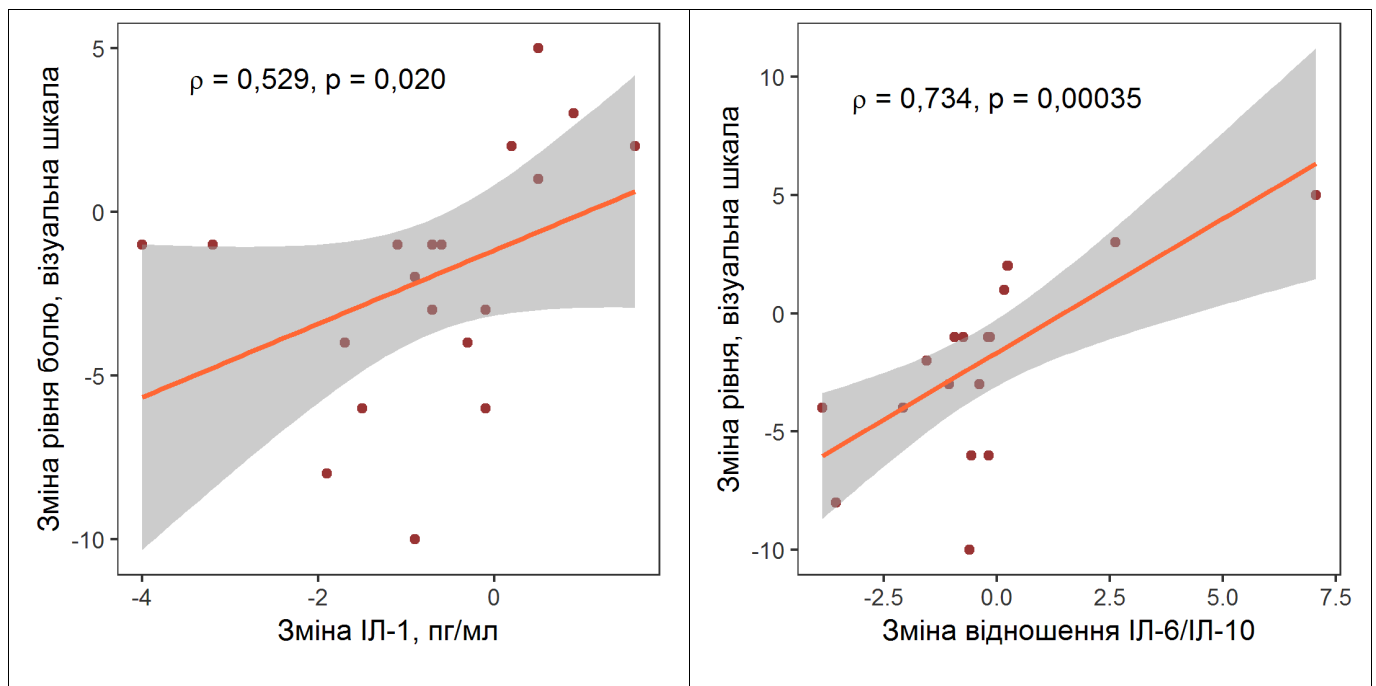 ρ = 0,529, p = 0,020
Зміна рівня болю, візуальна шкала
5
0
-5
-10
-4
-2
0
Зміна ІЛ-1, пг/мл
ρ = 0,734, p = 0,00035
Зміна рівня, візуальна шкала
10
5
0
-5
-10
-2.5
0.0
2.5
5.0
7.5
Зміна відношення ІЛ-6/ІЛ-10